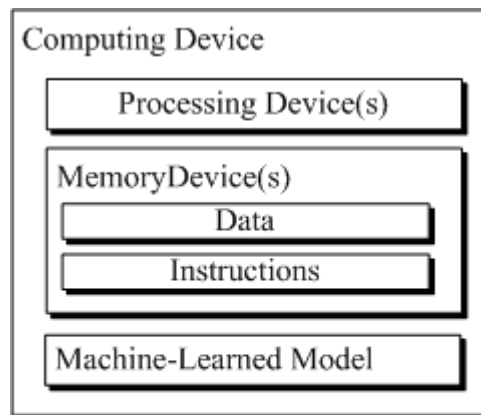 Computing Device
Processing Device(s)
MemoryDevice(s)
Data
Instructions
Machine-Learned Model